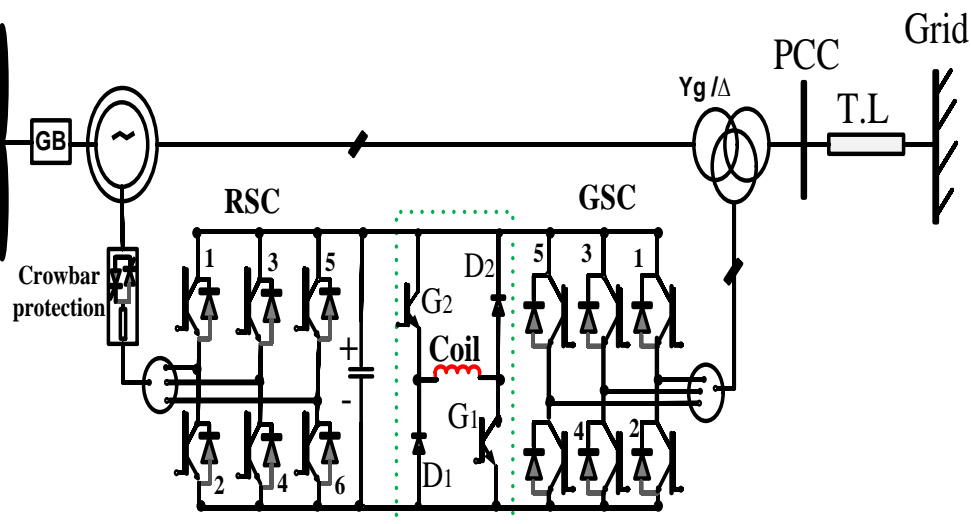 Grid
PCC
Yg /Δ
T.L
GB
~
RSC
GSC
1
3
5
5
3
1
D2
G2
Crowbar
protection
Coil
+
-
G1
D1
2
4
6
4
2